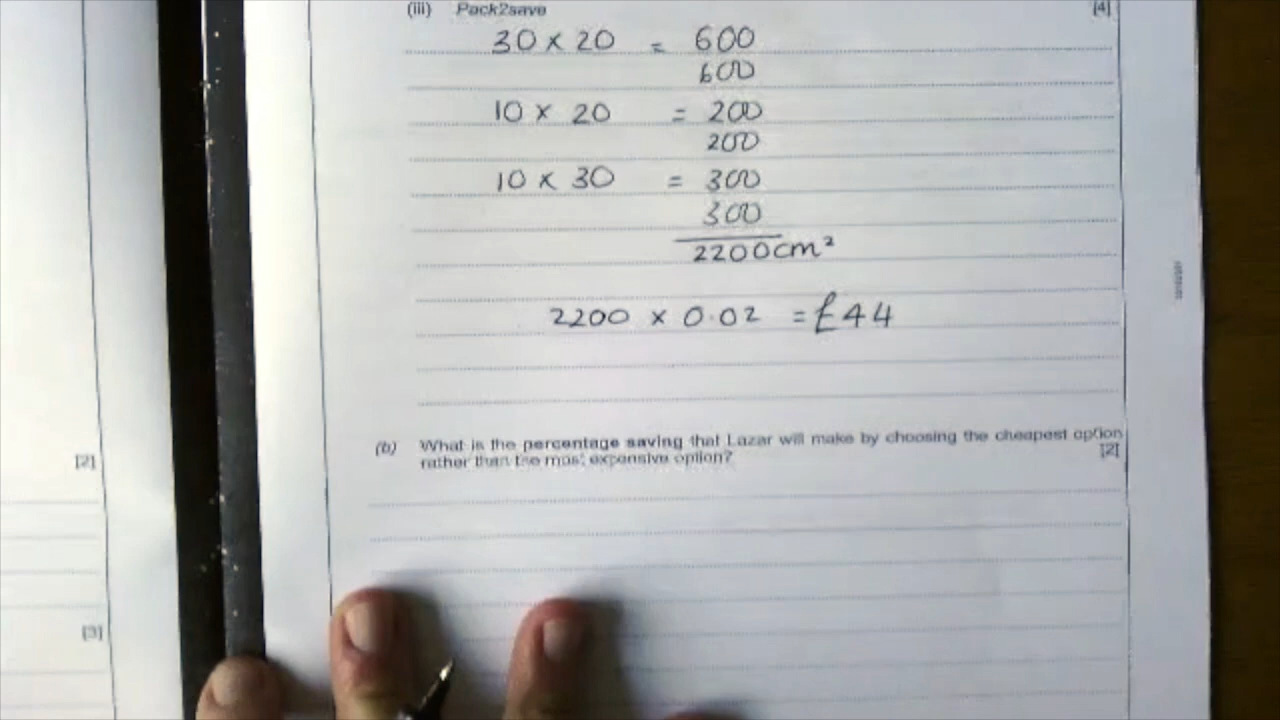 (iii) Pack2save [4]
30 × 20 = 600
600
10 × 20 = 200
200
10 × 30 = 300
300
2200cm²
2200 × 0.02 = £44
(b) What is the percentage saving that Lazar will make by choosing the cheapest option
rather than the most expensive option? [2]
[2]
[3]